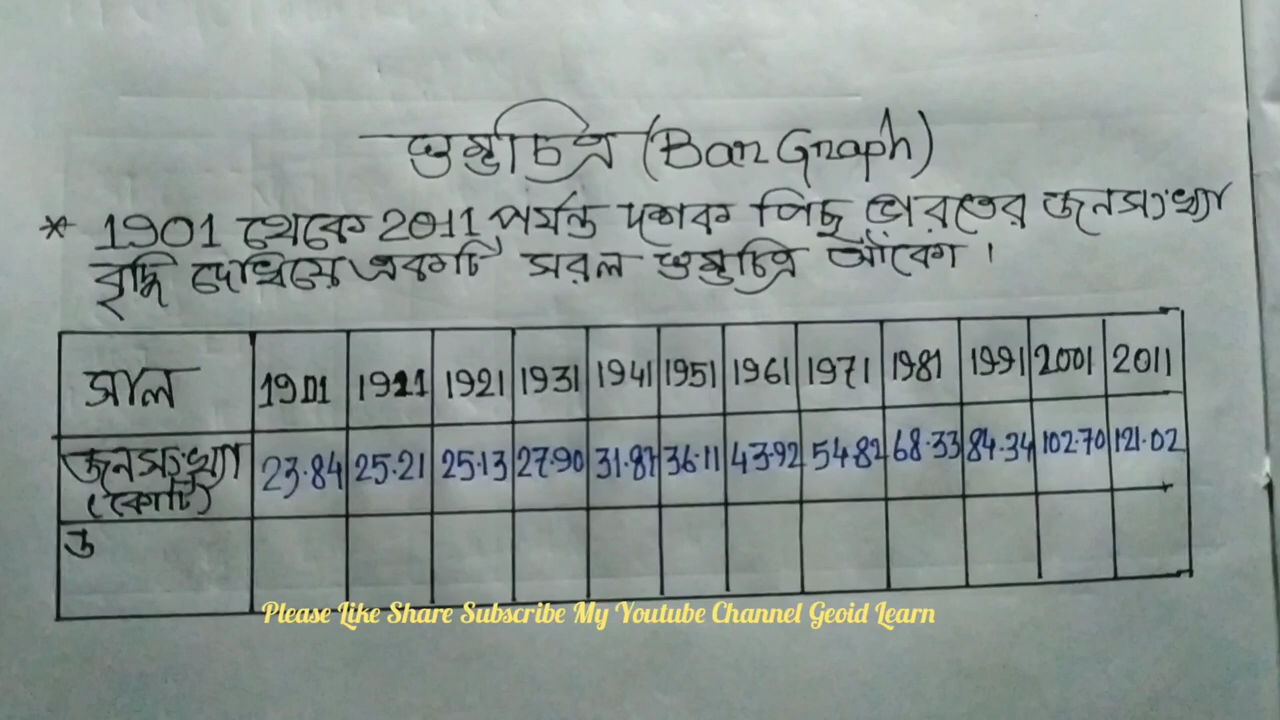 স্তম্ভচিত্র (Bar Graph)
* 1901 থেকে 2011 পর্যন্ত দশক পিছু ভারতের জনসংখ্যা
বৃদ্ধি দেখিয়ে একটি সরল স্তম্ভচিত্র আঁকো ।
সাল 1901 1921 1921 1931 1941 1951 1961 1971 1981 1991 2001 2011
জনসংখ্যা 23.84 25.21 25.13 27.90 31.87 36.11 43.92 54.82 68.33 84.34 102.70 121.02
(কোটি)
উ
Please Like Share Subscribe My Youtube Channel Geoid Learn